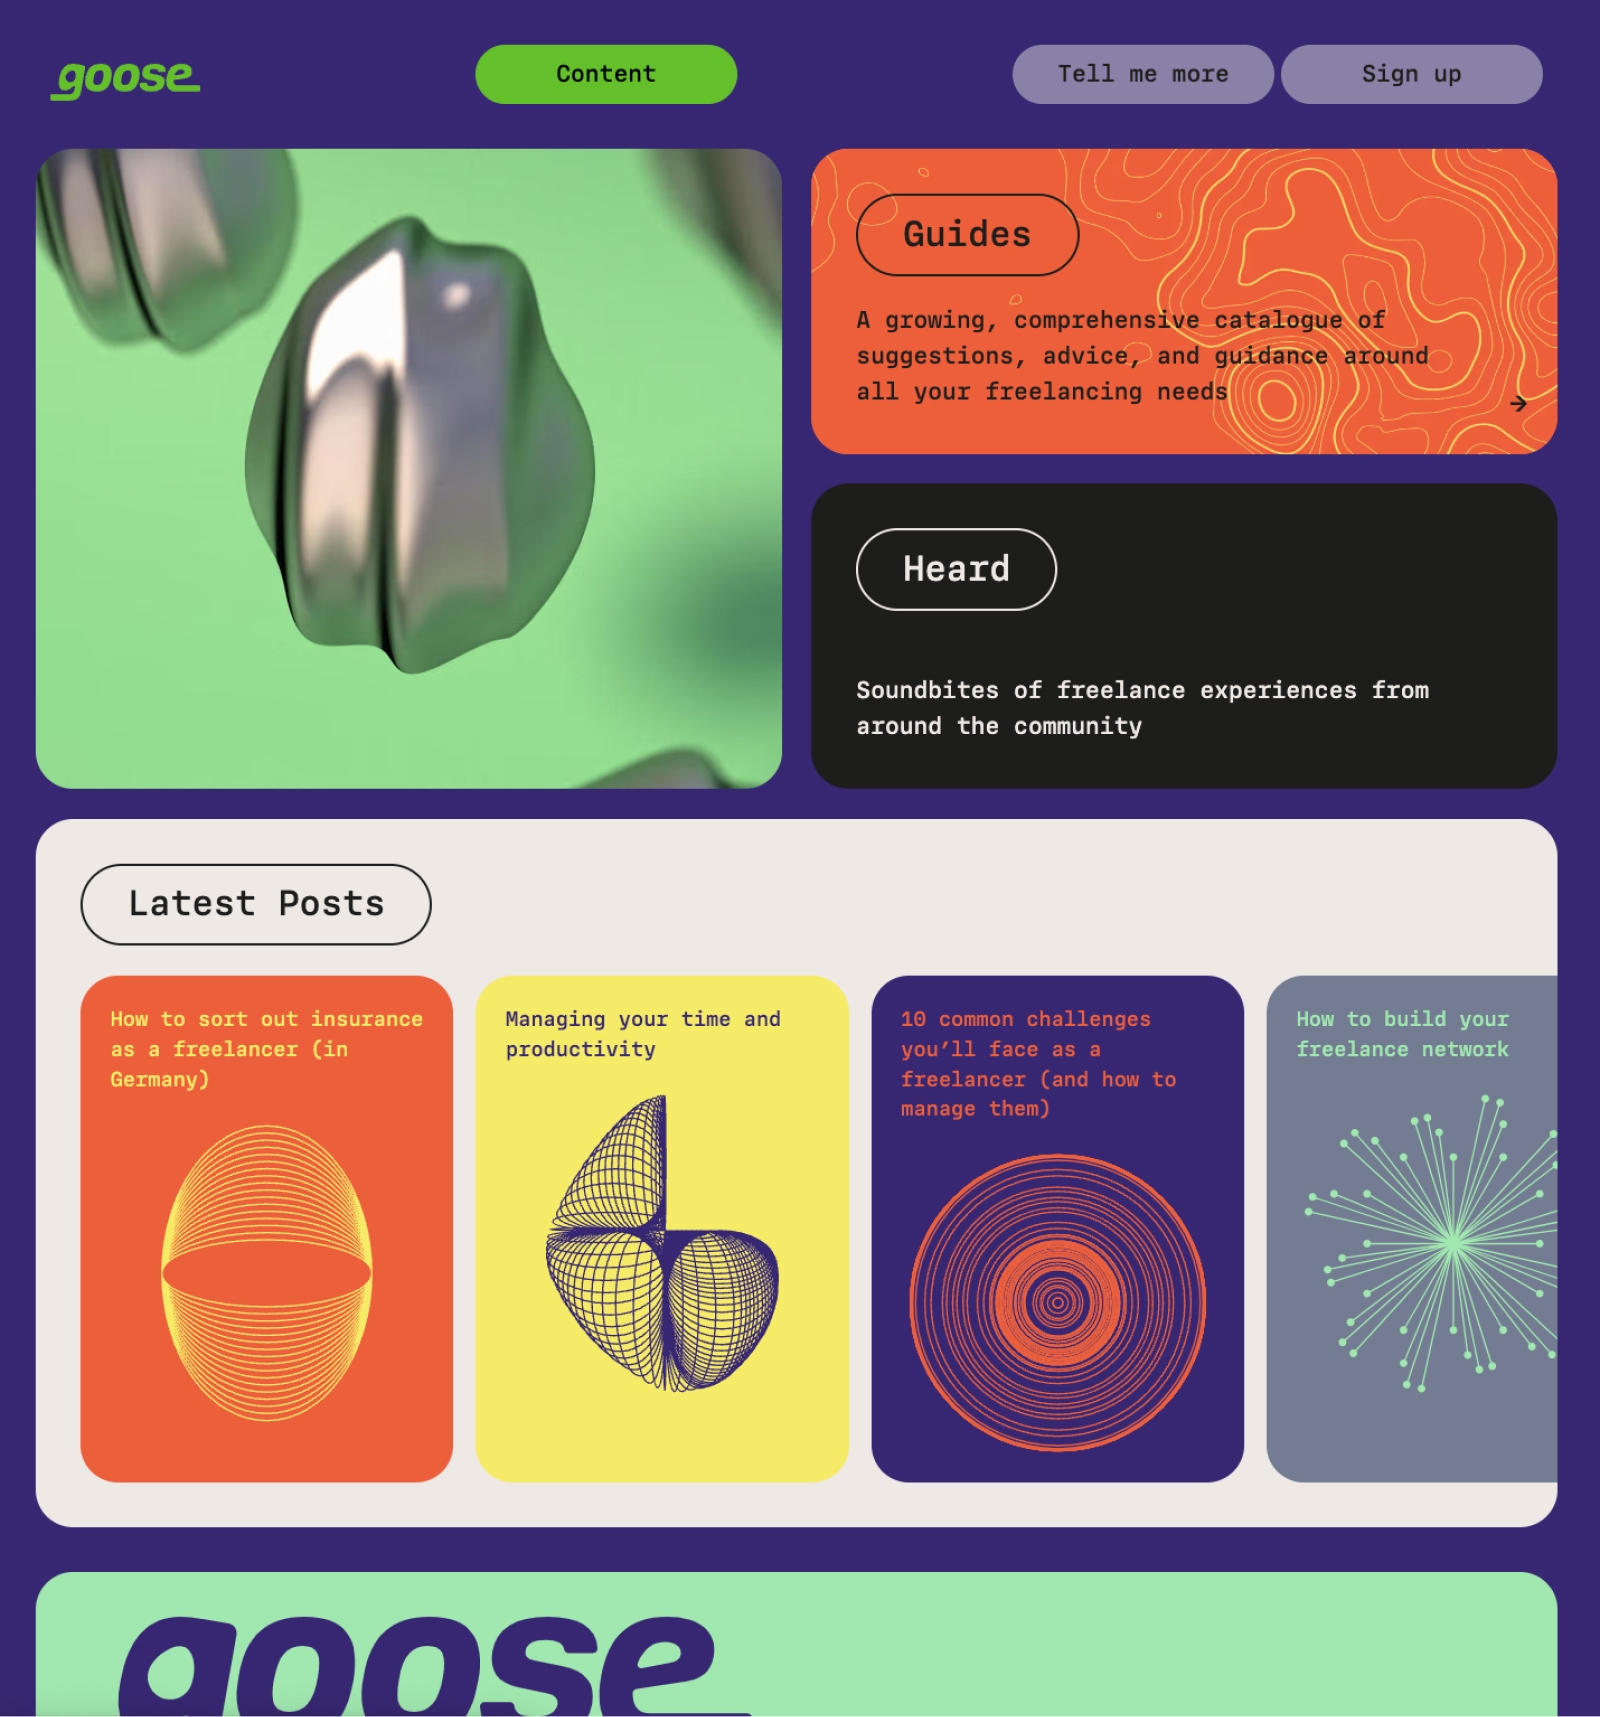 goose
Content
Tell me more
Sign up
Guides
A growing, comprehensive catalogue of
suggestions, advice, and guidance around
all your freelancing needs
→
Heard
Soundbites of freelance experiences from
around the community
Latest Posts
How to sort out insurance
as a freelancer (in
Germany)
Managing your time and
productivity
10 common challenges
you’ll face as a
freelancer (and how to
manage them)
How to build your
freelance network
goose